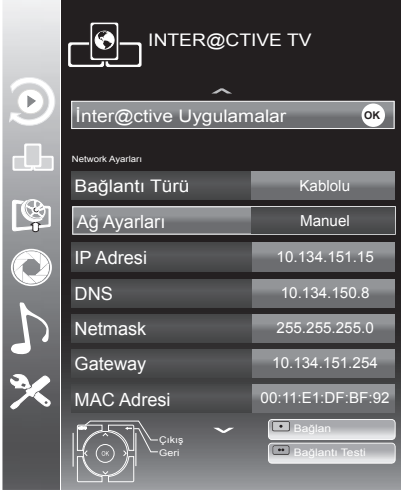 INTER@CTIVE TV
İnter@ctive Uygulamalar OK
Network Ayarları
Bağlantı Türü Kablolu
Ağ Ayarları Manuel
IP Adresi 10.134.151.15
DNS 10.134.150.8
Netmask 255.255.255.0
Gateway 10.134.151.254
MAC Adresi 00:11:E1:DF:BF:92
OK
Çıkış
Geri
Bağlan
Bağlantı Testi